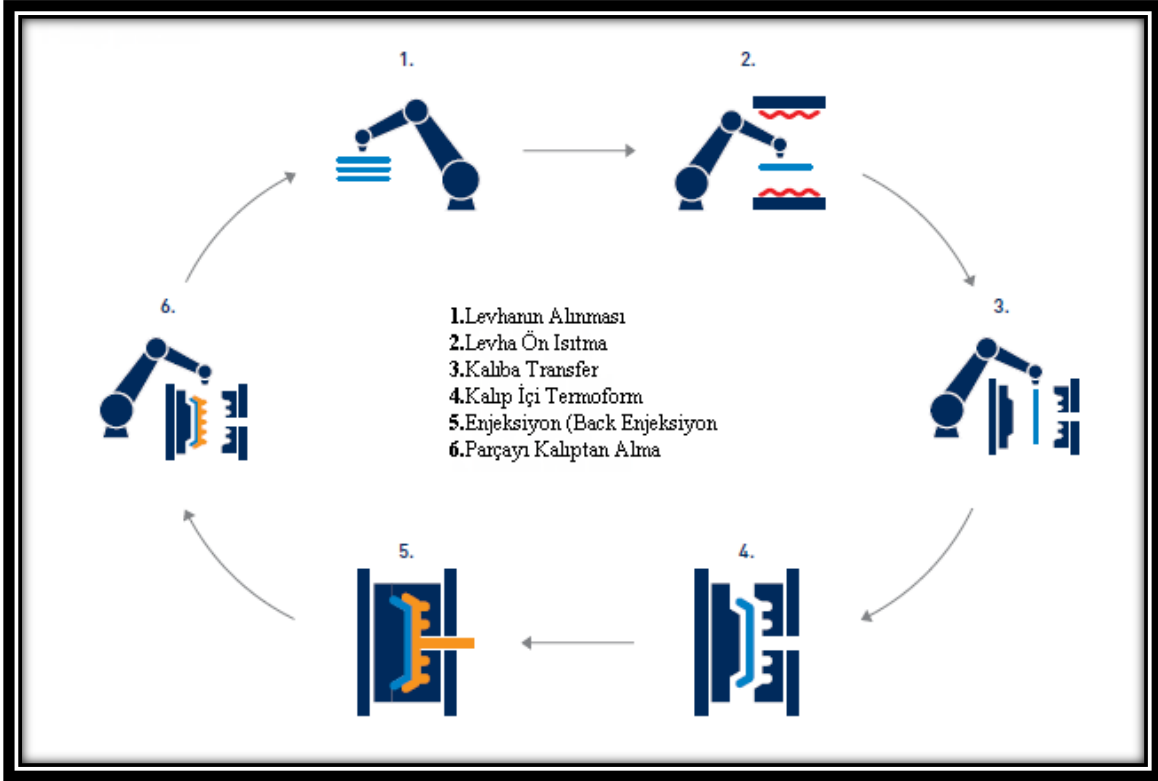 1.
2.
6.
3.
1.Levhanın Alınması
2.Levha Ön Isıtma
3.Kalıba Transfer
4.Kalıp İçi Termoform
5.Enjeksiyon (Back Enjeksiyon
6.Parçayı Kalıptan Alma
5.
4.